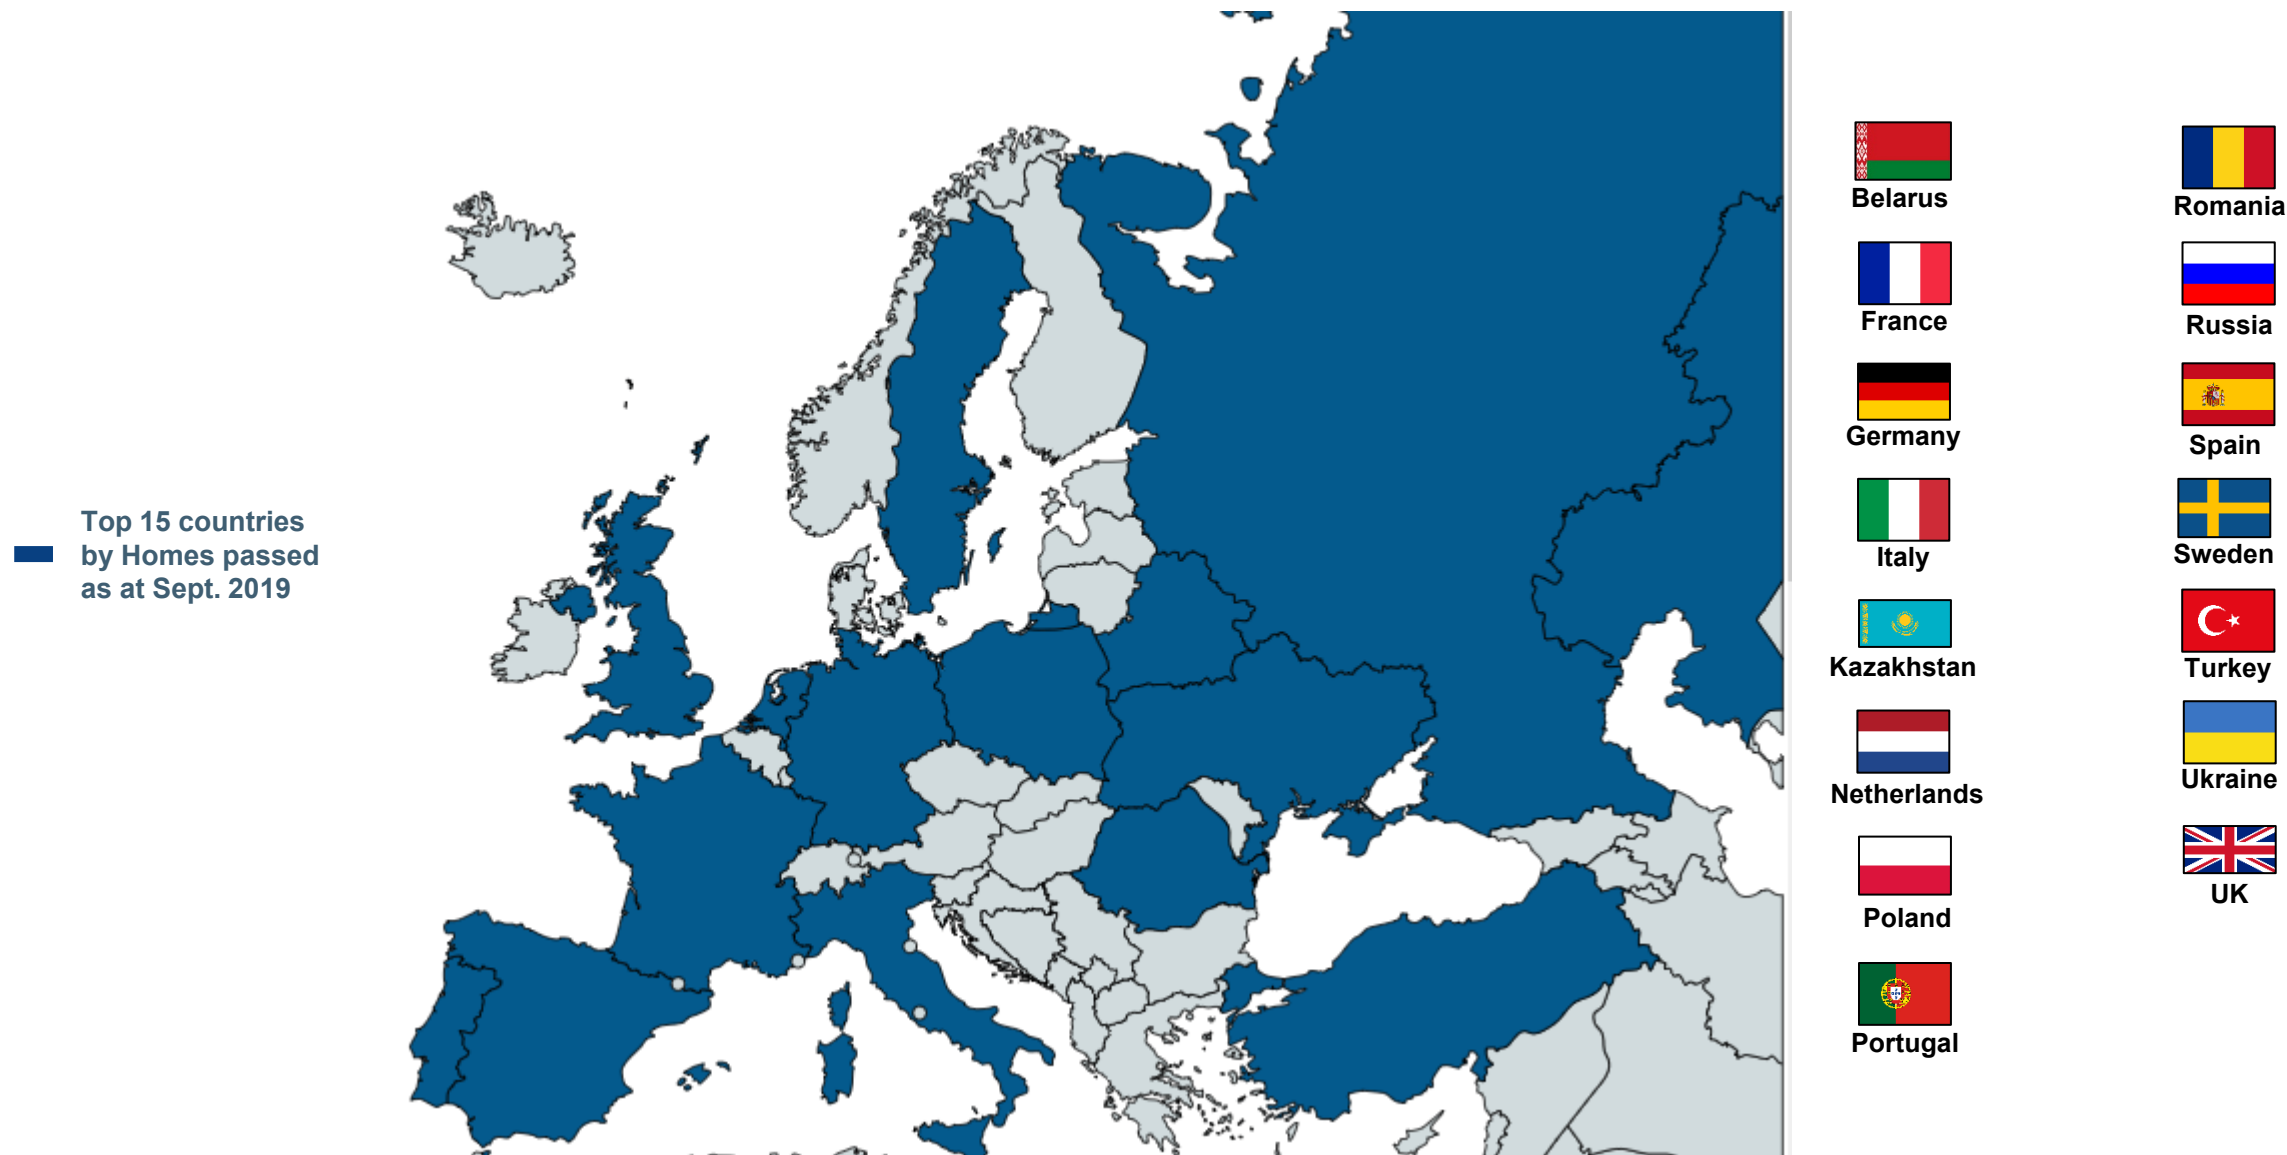 Top 15 countries
by Homes passed
as at Sept. 2019
Belarus
France
Germany
Italy
Kazakhstan
Netherlands
Poland
Portugal
Romania
Russia
Spain
Sweden
Turkey
Ukraine
UK